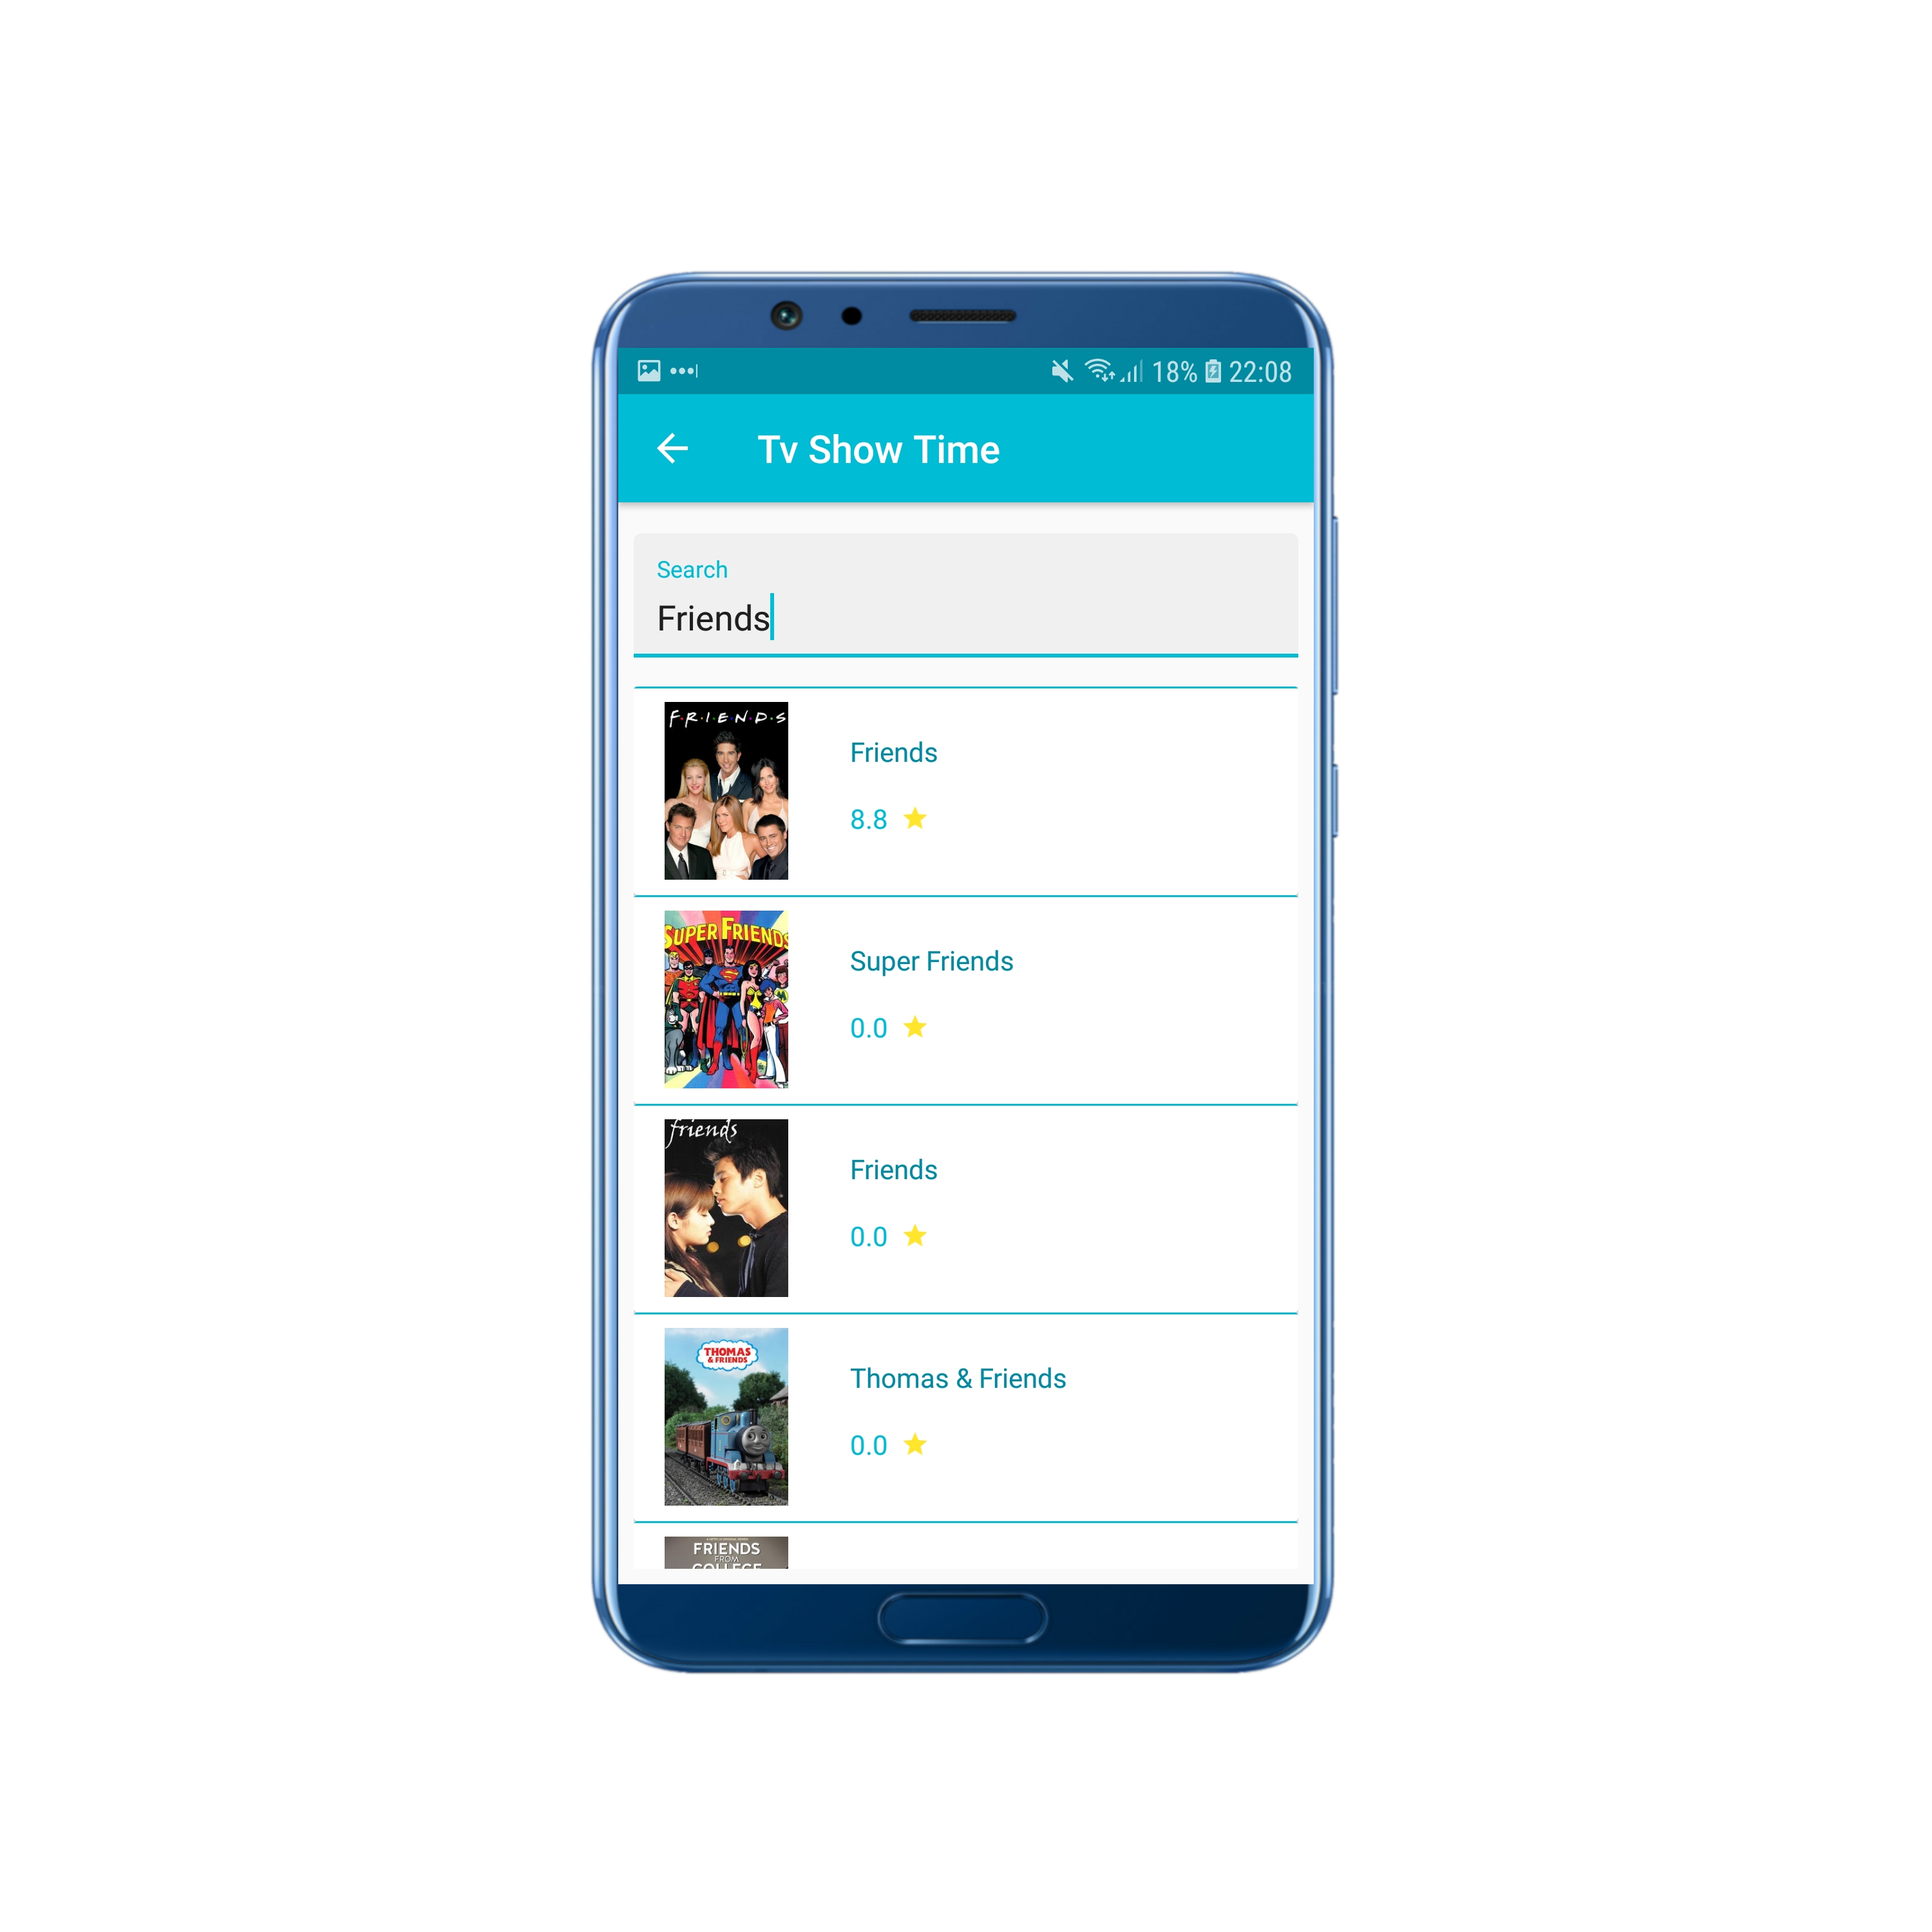 18% 22:08
Tv Show Time
Search
Friends
F·R·I·E·N·D·S
Friends
8.8
SUPER FRIENDS
Super Friends
0.0
friends
Friends
0.0
THOMAS
& FRIENDS
Thomas & Friends
0.0
FRIENDS
FROM
COLLEGE